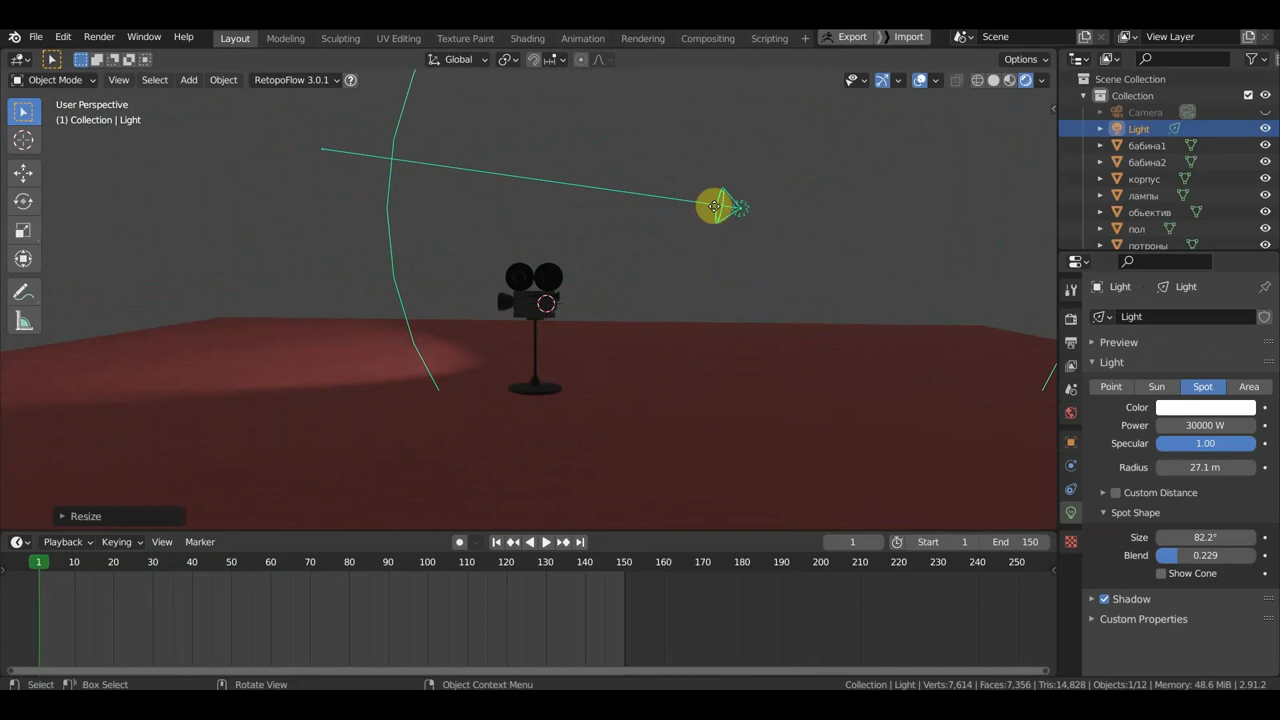 File Edit Render Window Help Layout Modeling Sculpting UV Editing Texture Paint Shading Animation Rendering Compositing Scripting + Export Import Scene View Layer
Global Options
Object Mode View Select Add Object RetopoFlow 3.0.1
User Perspective
(1) Collection | Light
Scene Collection
Collection
Camera
Light
бабина1
бабина2
корпус
лампы
обьектив
пол
потроны
Light Light
Light
Preview
Light
Point Sun Spot Area
Color
Power 30000 W
Specular 1.00
Radius 27.1 m
Custom Distance
Spot Shape
Size 82.2°
Blend 0.229
Show Cone
Shadow
Custom Properties
Resize
Playback Keying View Marker 1 Start 1 End 150
1 10 20 30 40 50 60 70 80 90 100 110 120 130 140 150 160 170 180 190 200 210 220 230 240 250
Select Box Select Rotate View Object Context Menu Collection | Light | Verts:7,614 | Faces:7,356 | Tris:14,828 | Objects:1/12 | Memory: 48.6 MiB | 2.91.2